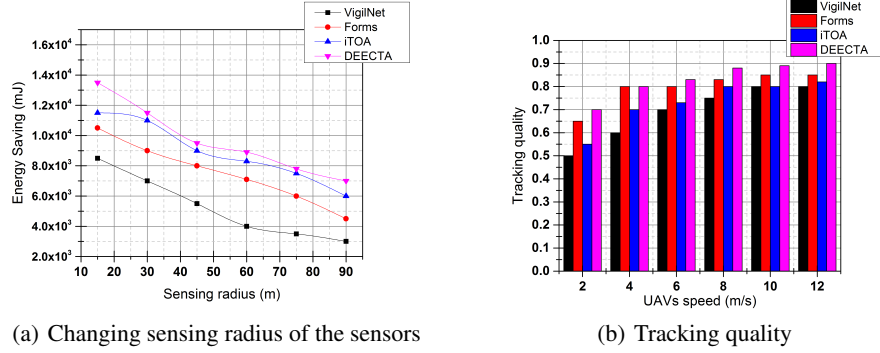 VigilNet
Forms
iTOA
DEECTA
1.6x10⁴
1.4x10⁴
1.2x10⁴
1.0x10⁴
8.0x10³
6.0x10³
4.0x10³
2.0x10³
Energy Saving (mJ)
10 20 30 40 50 60 70 80 90
Sensing radius (m)
(a) Changing sensing radius of the sensors
VigilNet
Forms
iTOA
DEECTA
1.0
0.9
0.8
0.7
0.6
0.5
0.4
0.3
0.2
0.1
0.0
Tracking quality
2 4 6 8 10 12
UAVs speed (m/s)
(b) Tracking quality